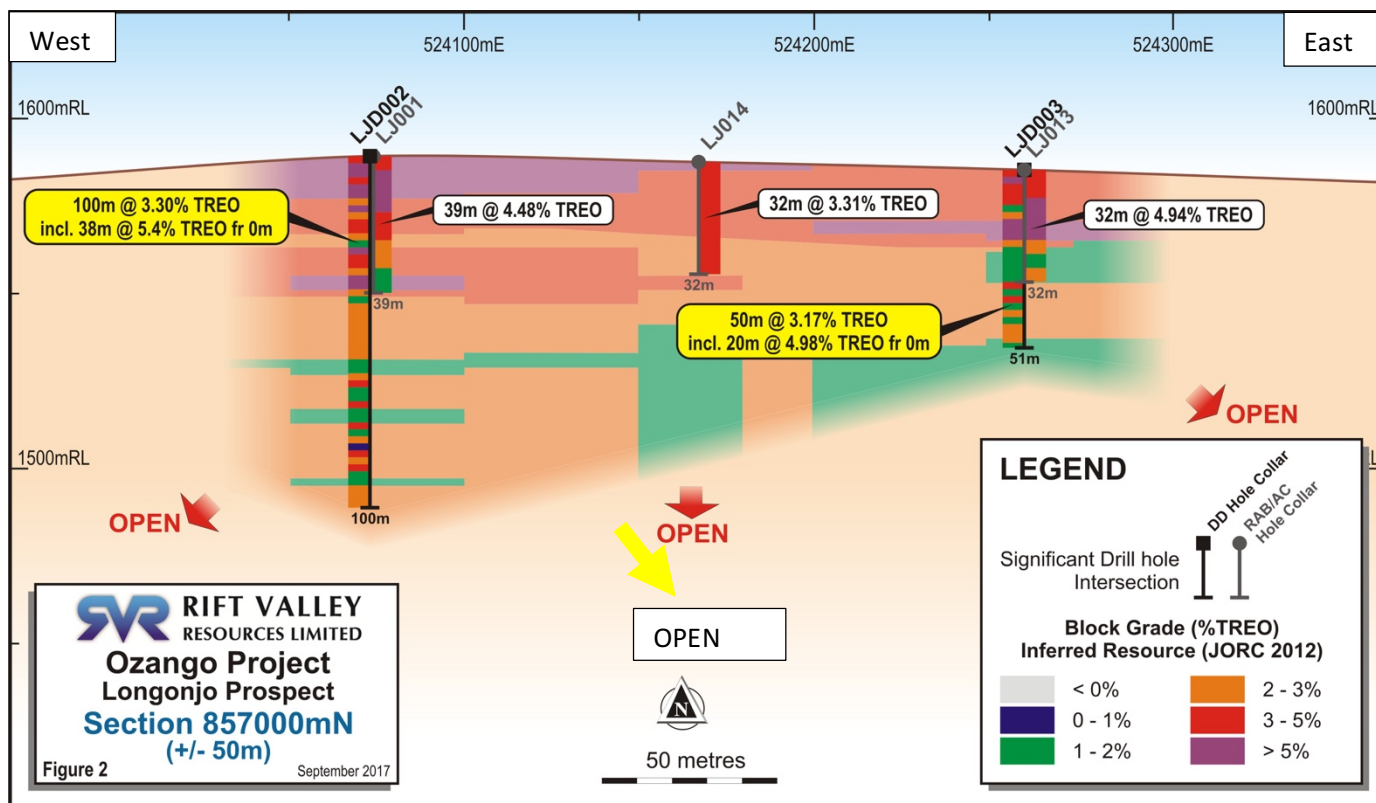 West
524100mE
524200mE
524300mE
East
1600mRL
1600mRL
LJD002
LJ001
LJ014
LJD003
LJ013
100m @ 3.30% TREO
incl. 38m @ 5.4% TREO fr 0m
39m @ 4.48% TREO
32m @ 3.31% TREO
32m @ 4.94% TREO
39m
32m
32m
50m @ 3.17% TREO
incl. 20m @ 4.98% TREO fr 0m
51m
1500mRL
100m
OPEN
OPEN
OPEN
OPEN
SVR RIFT VALLEY
RESOURCES LIMITED
Ozango Project
Longonjo Prospect
Section 857000mN
(+/- 50m)
Figure 2
September 2017
N
50 metres
LEGEND
DD Hole Collar
RAB/AC
Hole Collar
Significant Drill hole
Intersection
Block Grade (%TREO)
Inferred Resource (JORC 2012)
< 0%
2 - 3%
0 - 1%
3 - 5%
1 - 2%
> 5%